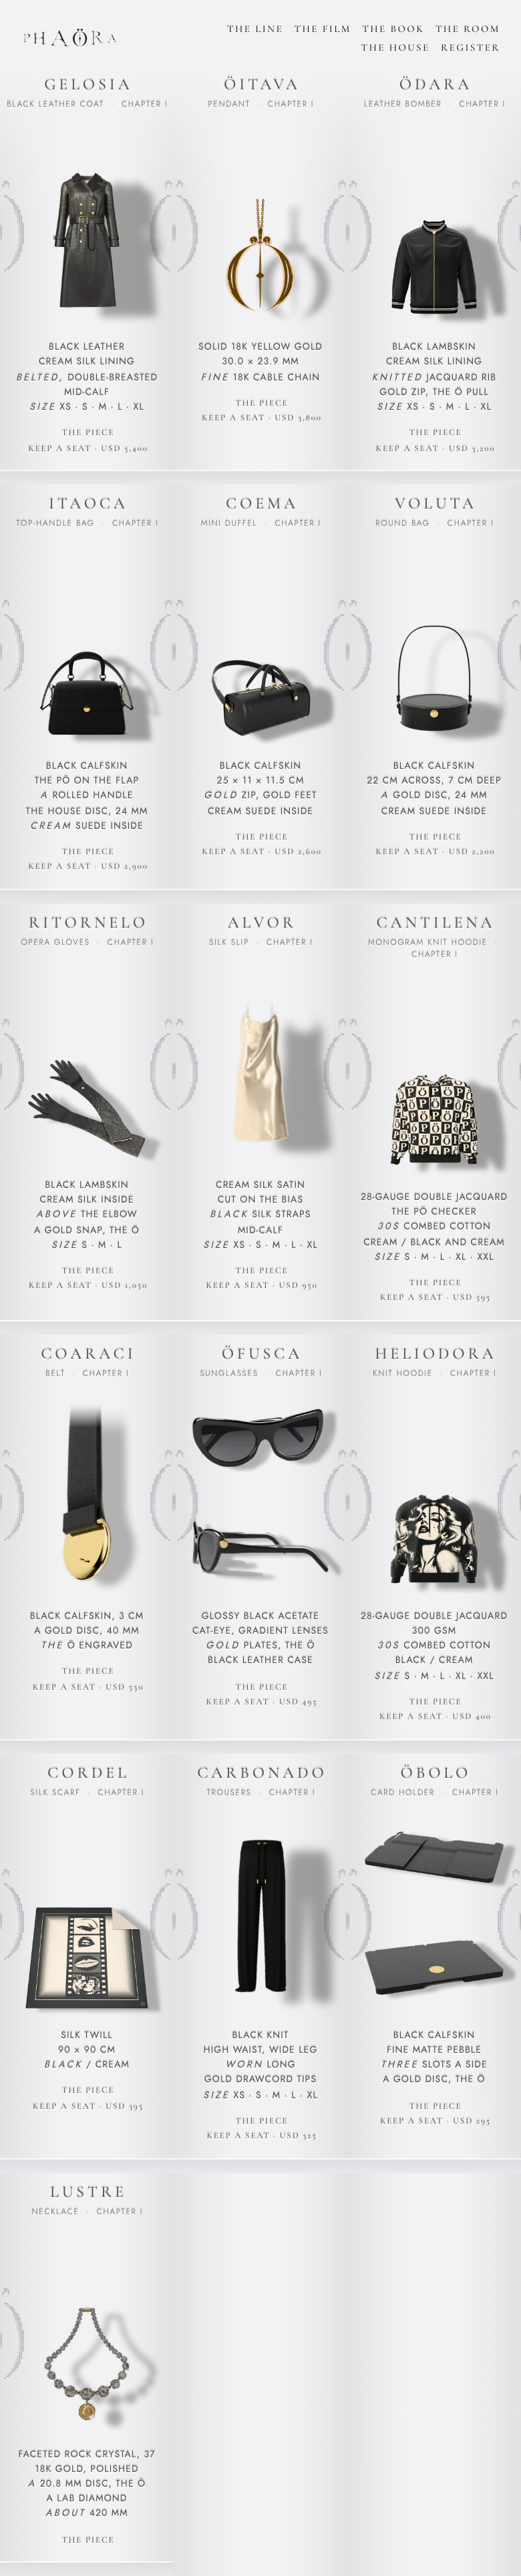 PHAÖRA
THE LINE THE FILM THE BOOK THE ROOM
THE HOUSE REGISTER
GELOSIA
BLACK LEATHER COAT · CHAPTER I
BLACK LEATHER
CREAM SILK LINING
BELTED, DOUBLE-BREASTED
MID-CALF
SIZE XS · S · M · L · XL
THE PIECE
KEEP A SEAT · USD 5,400
ÖITAVA
PENDANT · CHAPTER I
SOLID 18K YELLOW GOLD
30.0 × 23.9 MM
FINE 18K CABLE CHAIN
THE PIECE
KEEP A SEAT · USD 3,800
ÖDARA
LEATHER BOMBER · CHAPTER I
BLACK LAMBSKIN
CREAM SILK LINING
KNITTED JACQUARD RIB
GOLD ZIP, THE Ö PULL
SIZE XS · S · M · L · XL
THE PIECE
KEEP A SEAT · USD 3,200
ITAOCA
TOP-HANDLE BAG · CHAPTER I
BLACK CALFSKIN
THE PÖ ON THE FLAP
A ROLLED HANDLE
THE HOUSE DISC, 24 MM
CREAM SUEDE INSIDE
THE PIECE
KEEP A SEAT · USD 2,900
COEMA
MINI DUFFEL · CHAPTER I
BLACK CALFSKIN
25 × 11 × 11.5 CM
GOLD ZIP, GOLD FEET
CREAM SUEDE INSIDE
THE PIECE
KEEP A SEAT · USD 2,600
VOLUTA
ROUND BAG · CHAPTER I
BLACK CALFSKIN
22 CM ACROSS, 7 CM DEEP
A GOLD DISC, 24 MM
CREAM SUEDE INSIDE
THE PIECE
KEEP A SEAT · USD 2,200
RITORNELO
OPERA GLOVES · CHAPTER I
BLACK LAMBSKIN
CREAM SILK INSIDE
ABOVE THE ELBOW
A GOLD SNAP, THE Ö
SIZE S · M · L
THE PIECE
KEEP A SEAT · USD 1,050
ALVOR
SILK SLIP · CHAPTER I
CREAM SILK SATIN
CUT ON THE BIAS
BLACK SILK STRAPS
MID-CALF
SIZE XS · S · M · L · XL
THE PIECE
KEEP A SEAT · USD 950
CANTILENA
MONOGRAM KNIT HOODIE ·
CHAPTER I
28-GAUGE DOUBLE JACQUARD
THE PÖ CHECKER
30S COMBED COTTON
CREAM / BLACK AND CREAM
SIZE S · M · L · XL · XXL
THE PIECE
KEEP A SEAT · USD 595
COARACI
BELT · CHAPTER I
BLACK CALFSKIN, 3 CM
A GOLD DISC, 40 MM
THE Ö ENGRAVED
THE PIECE
KEEP A SEAT · USD 550
ÖFUSCA
SUNGLASSES · CHAPTER I
GLOSSY BLACK ACETATE
CAT-EYE, GRADIENT LENSES
GOLD PLATES, THE Ö
BLACK LEATHER CASE
THE PIECE
KEEP A SEAT · USD 495
HELIODORA
KNIT HOODIE · CHAPTER I
28-GAUGE DOUBLE JACQUARD
300 GSM
30S COMBED COTTON
BLACK / CREAM
SIZE S · M · L · XL · XXL
THE PIECE
KEEP A SEAT · USD 400
CORDEL
SILK SCARF · CHAPTER I
SILK TWILL
90 × 90 CM
BLACK / CREAM
THE PIECE
KEEP A SEAT · USD 395
CARBONADO
TROUSERS · CHAPTER I
BLACK KNIT
HIGH WAIST, WIDE LEG
WORN LONG
GOLD DRAWCORD TIPS
SIZE XS · S · M · L · XL
THE PIECE
KEEP A SEAT · USD 325
ÖBOLO
CARD HOLDER · CHAPTER I
BLACK CALFSKIN
FINE MATTE PEBBLE
THREE SLOTS A SIDE
A GOLD DISC, THE Ö
THE PIECE
KEEP A SEAT · USD 295
LUSTRE
NECKLACE · CHAPTER I
FACETED ROCK CRYSTAL, 37
18K GOLD, POLISHED
A 20.8 MM DISC, THE Ö
A LAB DIAMOND
ABOUT 420 MM
THE PIECE